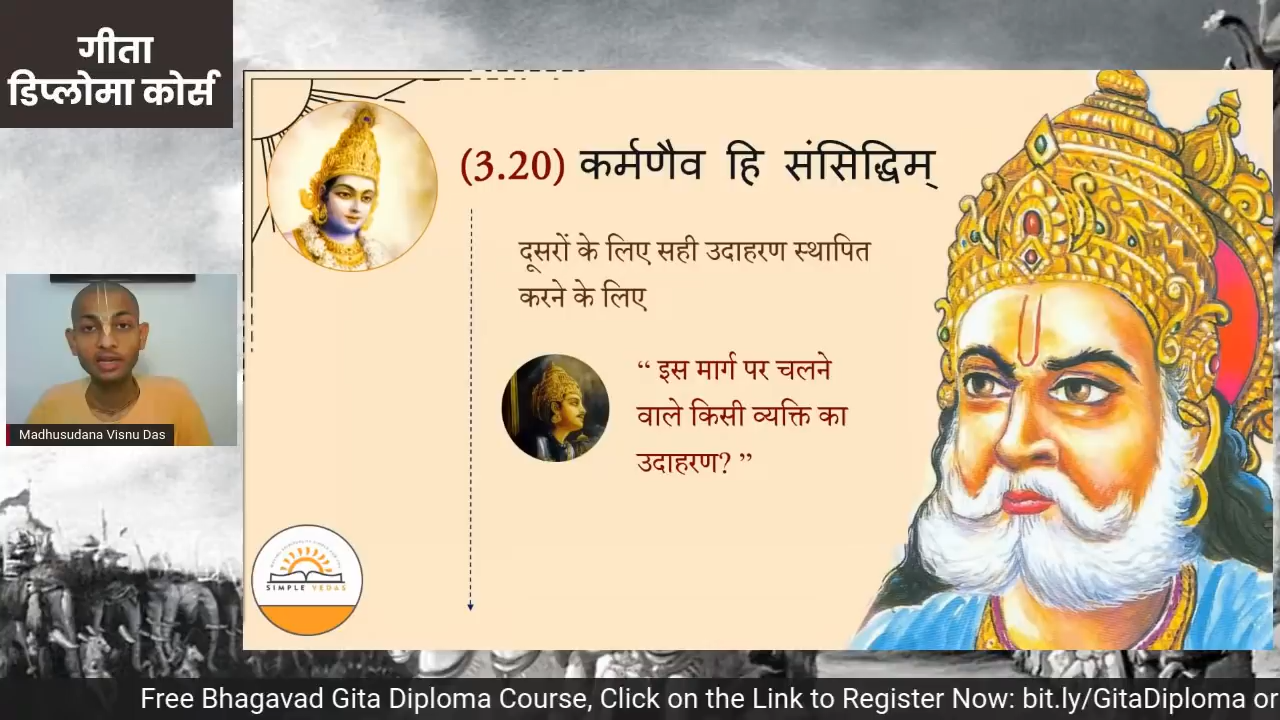 गीता
डिप्लोमा कोर्स
(3.20) कर्मणैव हि संसिद्धिम्
दूसरों के लिए सही उदाहरण स्थापित
करने के लिए
“ इस मार्ग पर चलने
वाले किसी व्यक्ति का
उदाहरण? ”
Madhusudana Visnu Das
SIMPLE VEDAS
Free Bhagavad Gita Diploma Course, Click on the Link to Register Now: bit.ly/GitaDiploma or